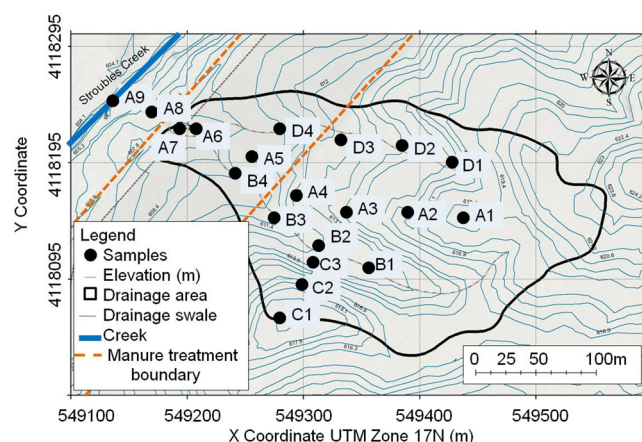 4118295
4118195
4118095
Y Coordinate
Stroubles Creek
N
W E
S
A9
A8
A7
A6
D4
D3
D2
D1
A5
B4
A4
B3
A3
A2
A1
B2
C3
B1
C2
C1
612
Legend
Samples
Elevation (m)
Drainage area
Drainage swale
Creek
Manure treatment
boundary
0 25 50 100m
549100 549200 549300 549400 549500
X Coordinate UTM Zone 17N (m)